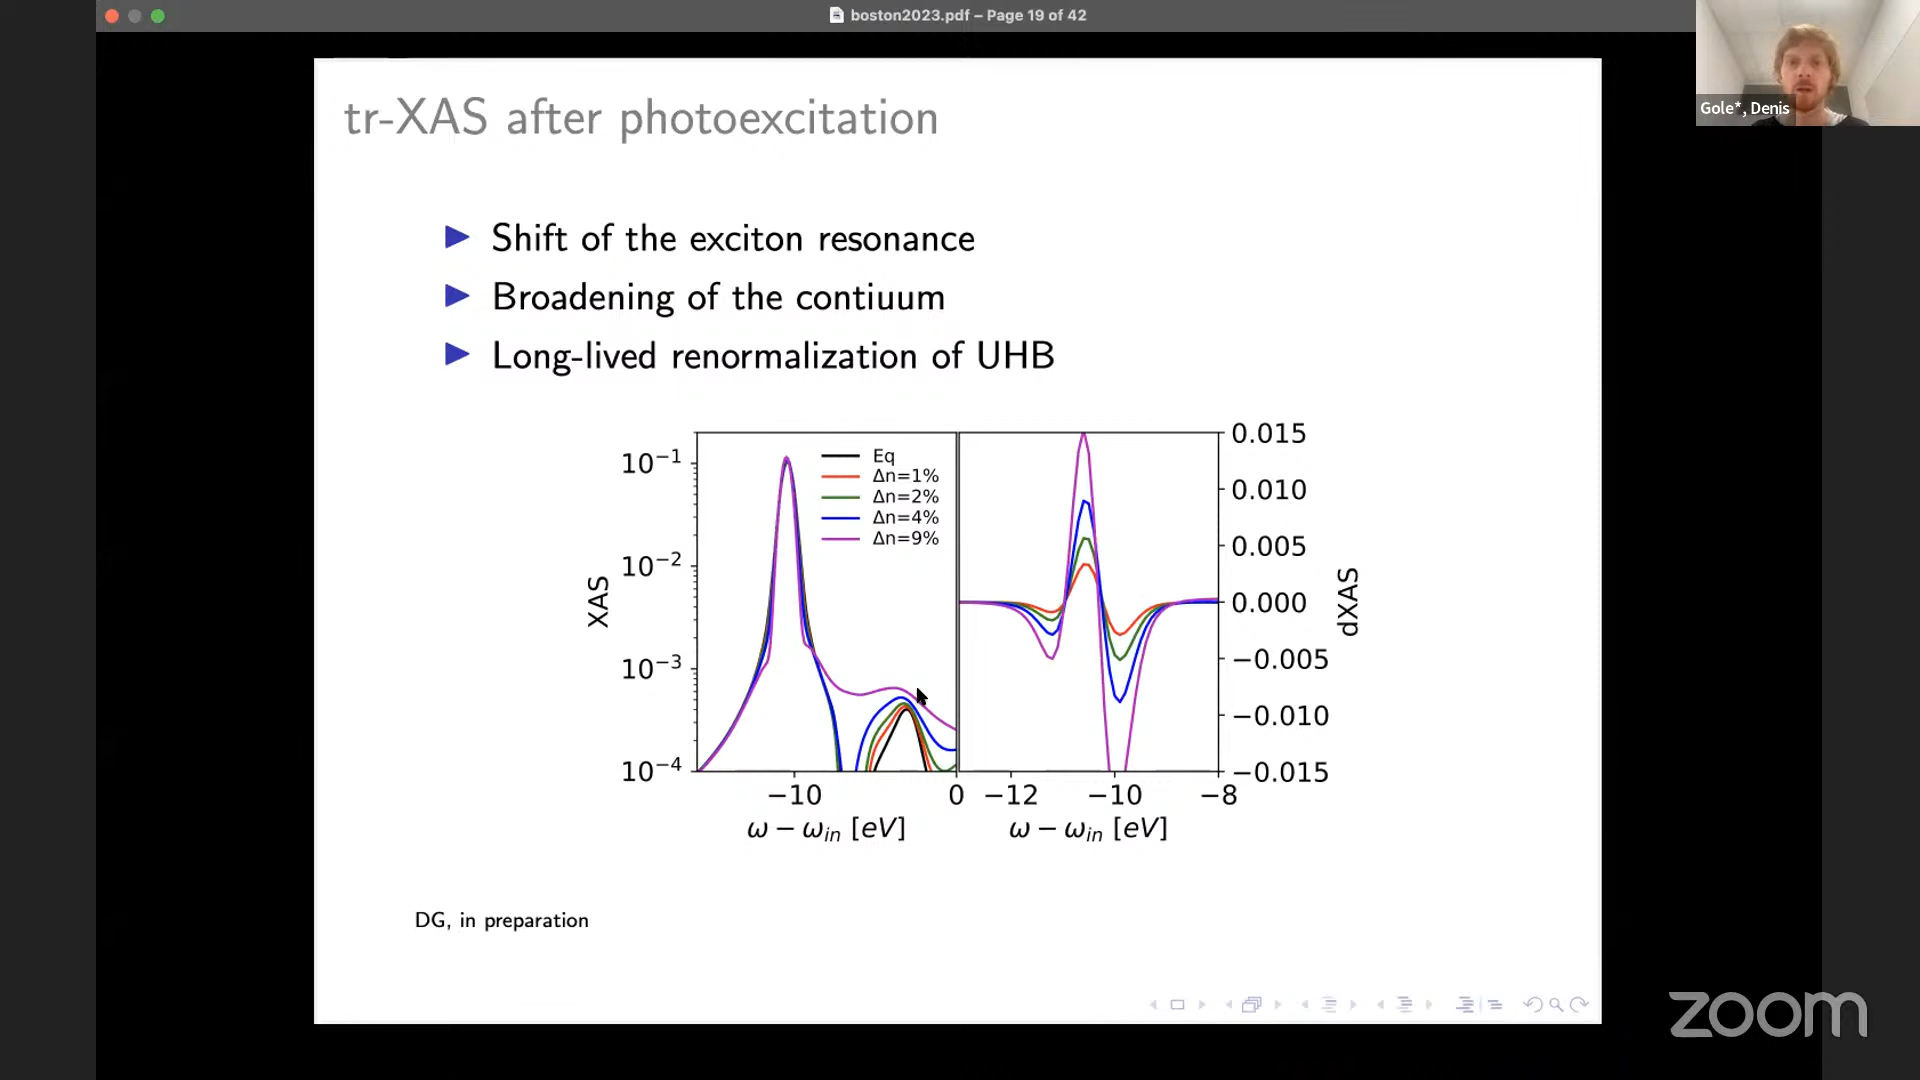 boston2023.pdf – Page 19 of 42
Gole*, Denis
tr-XAS after photoexcitation
Shift of the exciton resonance
Broadening of the contiuum
Long-lived renormalization of UHB
XAS
10⁻¹
10⁻²
10⁻³
10⁻⁴
Eq
Δn=1%
Δn=2%
Δn=4%
Δn=9%
−10
0
ω − ω_in [eV]
0.015
0.010
0.005
0.000
−0.005
−0.010
−0.015
dXAS
−12
−10
−8
ω − ω_in [eV]
DG, in preparation
zoom